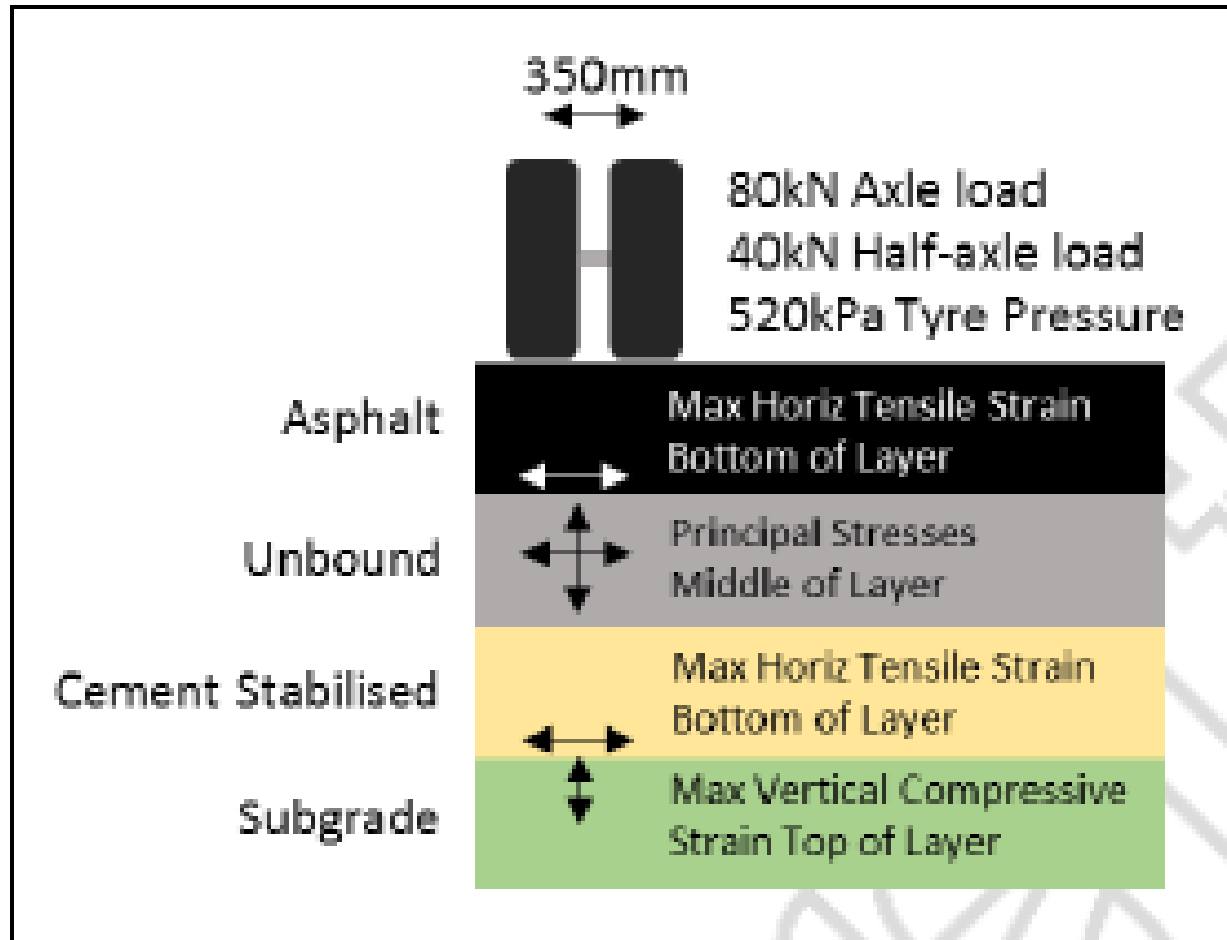 350mm
80kN Axle load
40kN Half-axle load
520kPa Tyre Pressure
Asphalt
Max Horiz Tensile Strain
Bottom of Layer
Unbound
Principal Stresses
Middle of Layer
Cement Stabilised
Max Horiz Tensile Strain
Bottom of Layer
Subgrade
Max Vertical Compressive
Strain Top of Layer